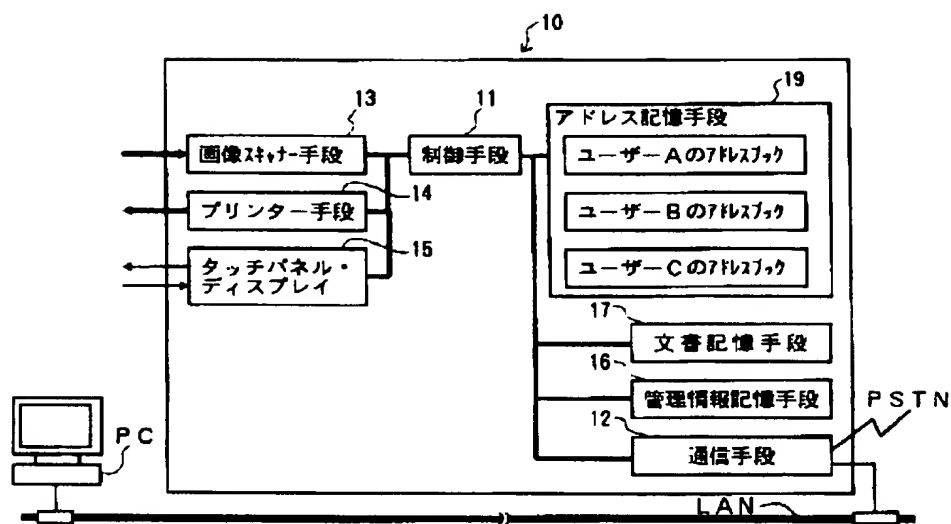 10
13
画像スキャナー手段
11
制御手段
19
アドレス記憶手段
ユーザーAのアドレスブック
ユーザーBのアドレスブック
ユーザーCのアドレスブック
14
プリンター手段
15
タッチパネル・
ディスプレイ
17
文書記憶手段
16
管理情報記憶手段
12
通信手段
PSTN
PC
LAN